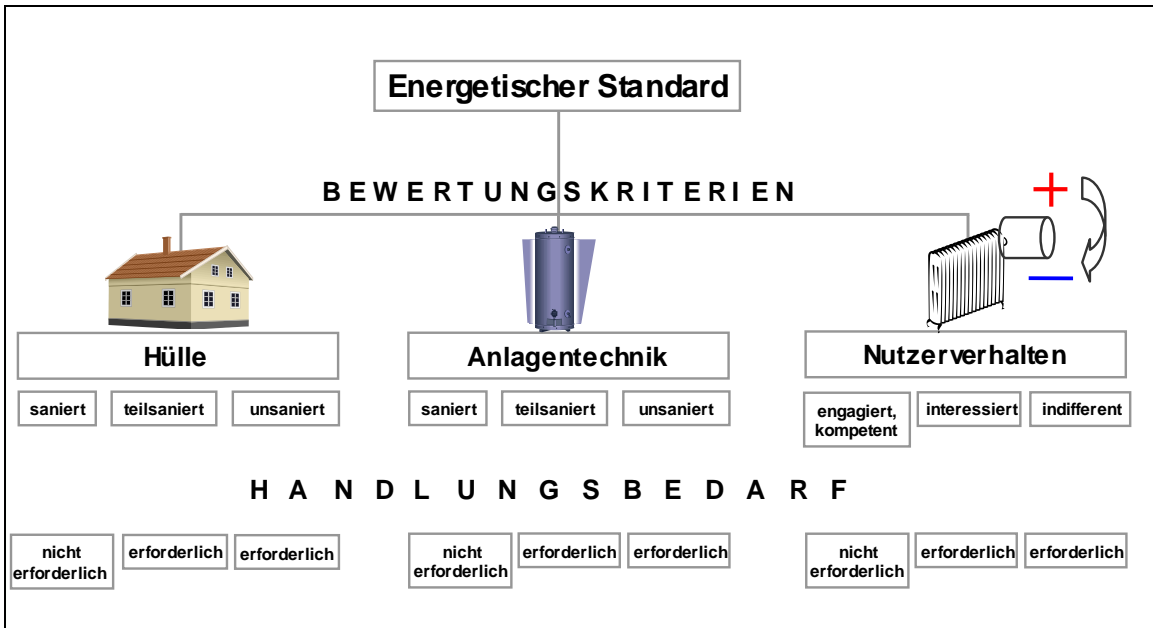 Energetischer Standard
BEWERTUNGSKRITERIEN
+
−
Hülle
Anlagentechnik
Nutzerverhalten
saniert
teilsaniert
unsaniert
saniert
teilsaniert
unsaniert
engagiert,
kompetent
interessiert
indifferent
HANDLUNGSBEDARF
nicht
erforderlich
erforderlich
erforderlich
nicht
erforderlich
erforderlich
erforderlich
nicht
erforderlich
erforderlich
erforderlich